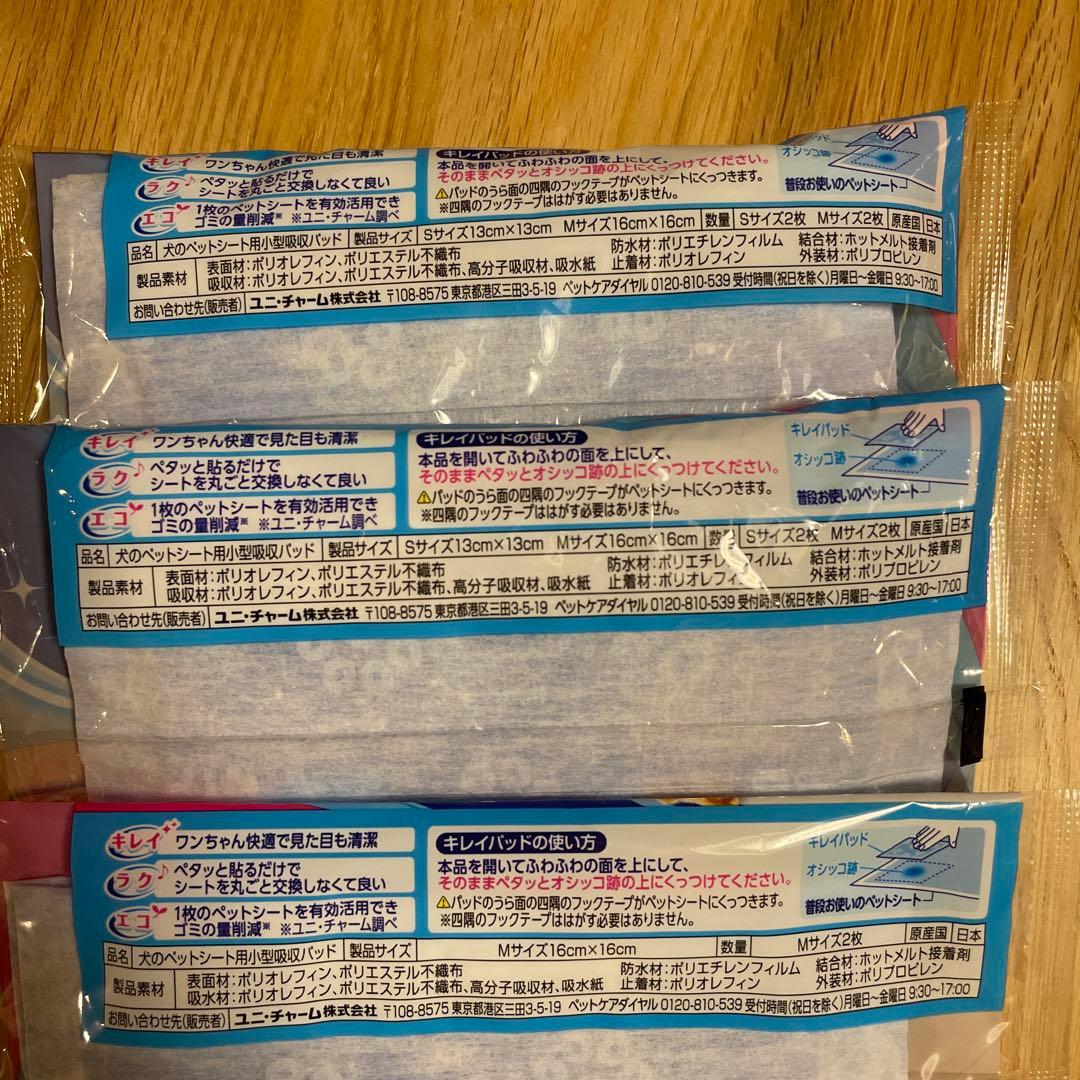 キレイ ワンちゃん快適で見た目も清潔
ラク♪ ペタッと貼るだけで
シートを丸ごと交換しなくて良い
エコ 1枚のペットシートを有効活用でき
ゴミの量削減※ ※ユニ・チャーム調べ
キレイパッドの使い方
本品を開いてふわふわの面を上にして、
そのままペタッとオシッコ跡の上にくっつけてください。
⚠パッドのうら面の四隅のフックテープがペットシートにくっつきます。
※四隅のフックテープははがす必要はありません。
パッド
オシッコ跡
普段お使いのペットシート
品名 犬のペットシート用小型吸収パッド 製品サイズ Sサイズ13cm×13cm Mサイズ16cm×16cm 数量 Sサイズ2枚 Mサイズ2枚 原産国 日本
製品素材 表面材:ポリオレフィン、ポリエステル不織布 防水材:ポリエチレンフィルム 結合材:ホットメルト接着剤
吸収材:ポリオレフィン、ポリエステル不織布、高分子吸収材、吸水紙 止着材:ポリオレフィン 外装材:ポリプロピレン
お問い合わせ先(販売者) ユニ・チャーム株式会社 〒108-8575 東京都港区三田3-5-19 ペットケアダイヤル 0120-810-539 受付時間(祝日を除く)月曜日〜金曜日 9:30〜17:00
キレイ ワンちゃん快適で見た目も清潔
ラク♪ ペタッと貼るだけで
シートを丸ごと交換しなくて良い
エコ 1枚のペットシートを有効活用でき
ゴミの量削減※ ※ユニ・チャーム調べ
キレイパッドの使い方
本品を開いてふわふわの面を上にして、
そのままペタッとオシッコ跡の上にくっつけてください。
⚠パッドのうら面の四隅のフックテープがペットシートにくっつきます。
※四隅のフックテープははがす必要はありません。
キレイパッド
オシッコ跡
普段お使いのペットシート
品名 犬のペットシート用小型吸収パッド 製品サイズ Sサイズ13cm×13cm Mサイズ16cm×16cm 数量 Sサイズ2枚 Mサイズ2枚 原産国 日本
製品素材 表面材:ポリオレフィン、ポリエステル不織布 防水材:ポリエチレンフィルム 結合材:ホットメルト接着剤
吸収材:ポリオレフィン、ポリエステル不織布、高分子吸収材、吸水紙 止着材:ポリオレフィン 外装材:ポリプロピレン
お問い合わせ先(販売者) ユニ・チャーム株式会社 〒108-8575 東京都港区三田3-5-19 ペットケアダイヤル 0120-810-539 受付時間(祝日を除く)月曜日〜金曜日 9:30〜17:00
キレイ ワンちゃん快適で見た目も清潔
ラク♪ ペタッと貼るだけで
シートを丸ごと交換しなくて良い
エコ 1枚のペットシートを有効活用でき
ゴミの量削減※ ※ユニ・チャーム調べ
キレイパッドの使い方
本品を開いてふわふわの面を上にして、
そのままペタッとオシッコ跡の上にくっつけてください。
⚠パッドのうら面の四隅のフックテープがペットシートにくっつきます。
※四隅のフックテープははがす必要はありません。
キレイパッド
オシッコ跡
普段お使いのペットシート
品名 犬のペットシート用小型吸収パッド 製品サイズ Mサイズ16cm×16cm 数量 Mサイズ2枚 原産国 日本
製品素材 表面材:ポリオレフィン、ポリエステル不織布 防水材:ポリエチレンフィルム 結合材:ホットメルト接着剤
吸水材:ポリオレフィン、ポリエステル不織布、高分子吸収材、吸水紙 止着材:ポリオレフィン 外装材:ポリプロピレン
お問い合わせ先(販売者) ユニ・チャーム株式会社 〒108-8575 東京都港区三田3-5-19 ペットケアダイヤル 0120-810-539 受付時間(祝日を除く)月曜日〜金曜日 9:30〜17:00